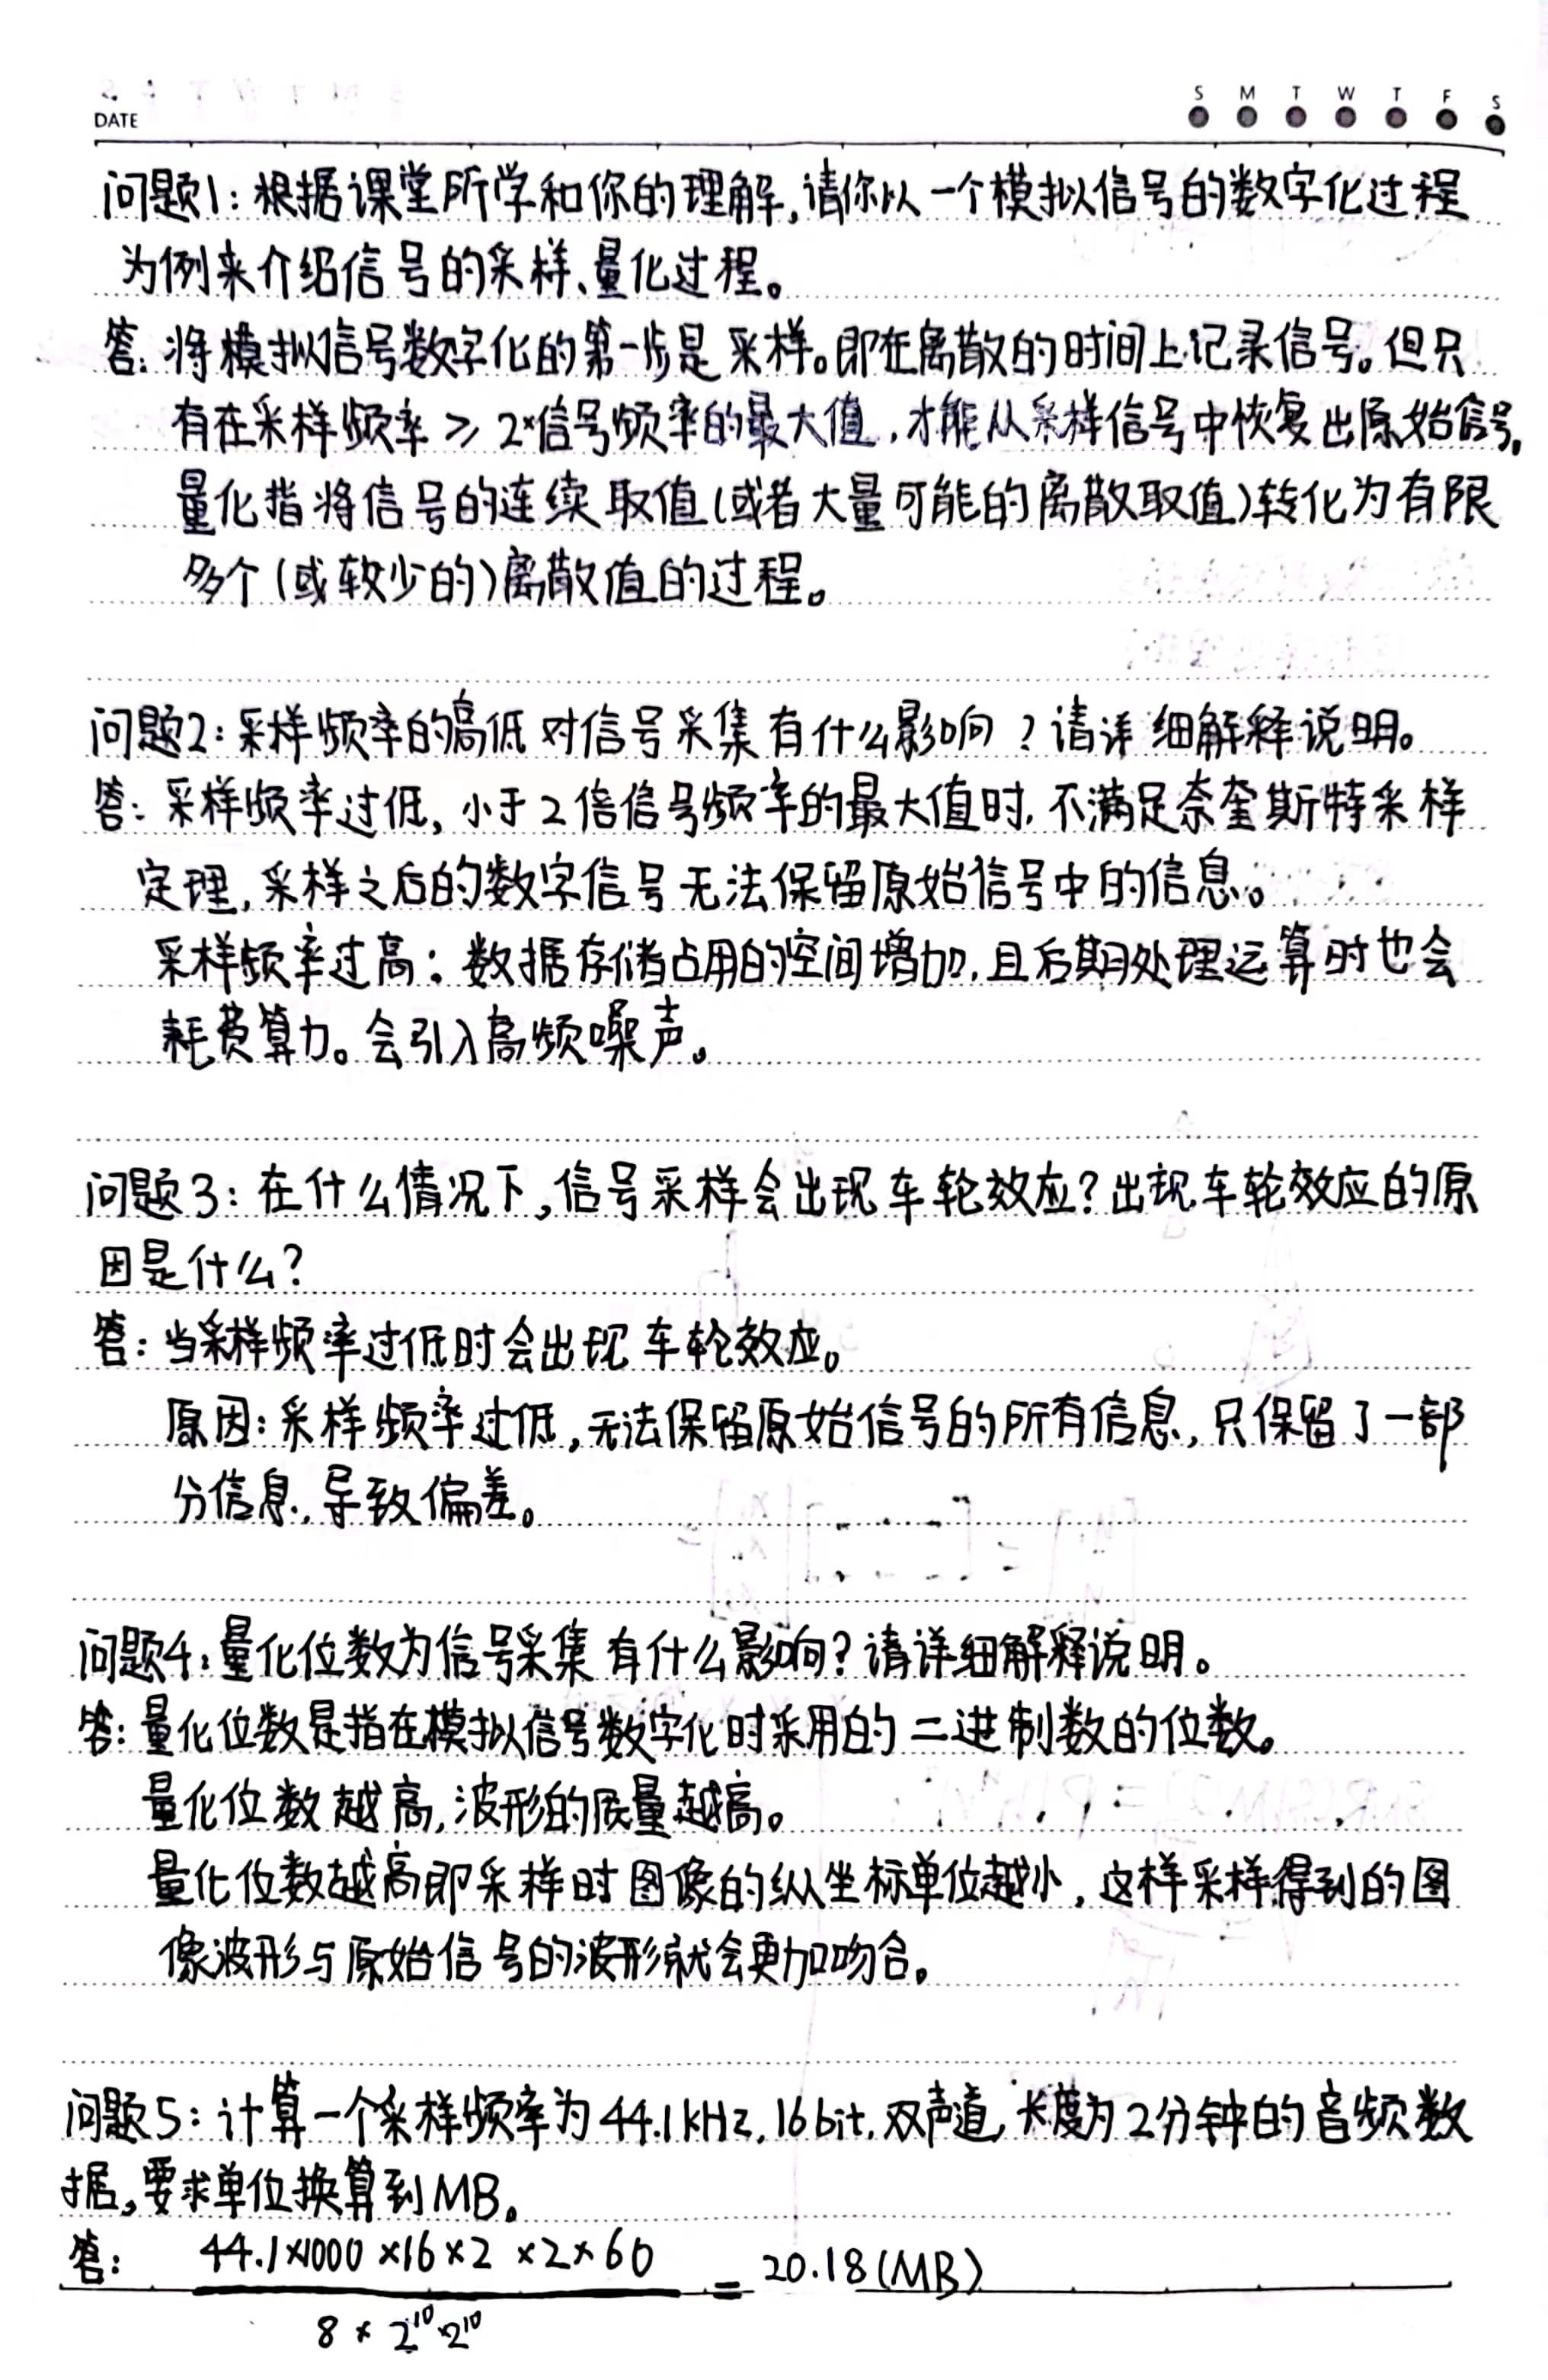 DATE
S M T W T F S
问题1：根据课堂所学和你的理解，请你以一个模拟信号的数字化过程
为例来介绍信号的采样、量化过程。
答：将模拟信号数字化的第一步是采样。即在离散的时间上记录信号。但只
有在采样频率 ≥ 2×信号频率的最大值，才能从采样信号中恢复出原始信号。
量化指将信号的连续取值（或者大量可能的离散取值）转化为有限
多个（或较少的）离散值的过程。
问题2：采样频率的高低对信号采集有什么影响？请详细解释说明。
答：采样频率过低，小于2倍信号频率的最大值时，不满足奈奎斯特采样
定理，采样之后的数字信号无法保留原始信号中的信息。
采样频率过高：数据存储占用的空间增加，且后期处理运算时也会
耗费算力。会引入高频噪声。
问题3：在什么情况下，信号采样会出现车轮效应？出现车轮效应的原
因是什么？
答：当采样频率过低时会出现车轮效应。
原因：采样频率过低，无法保留原始信号的所有信息，只保留了一部
分信息，导致偏差。
问题4：量化位数为信号采集有什么影响？请详细解释说明。
答：量化位数是指在模拟信号数字化时采用的二进制数的位数。
量化位数越高，波形的质量越高。
量化位数越高即采样时图像的纵坐标单位越小，这样采样得到的图
像波形与原始信号的波形就会更加吻合。
问题5：计算一个采样频率为44.1kHz，16bit，双声道，长度为2分钟的音频数
据，要求单位换算到MB。
答： 44.1×1000×16×2×2×60 = 20.18(MB)
8×2¹⁰×2¹⁰